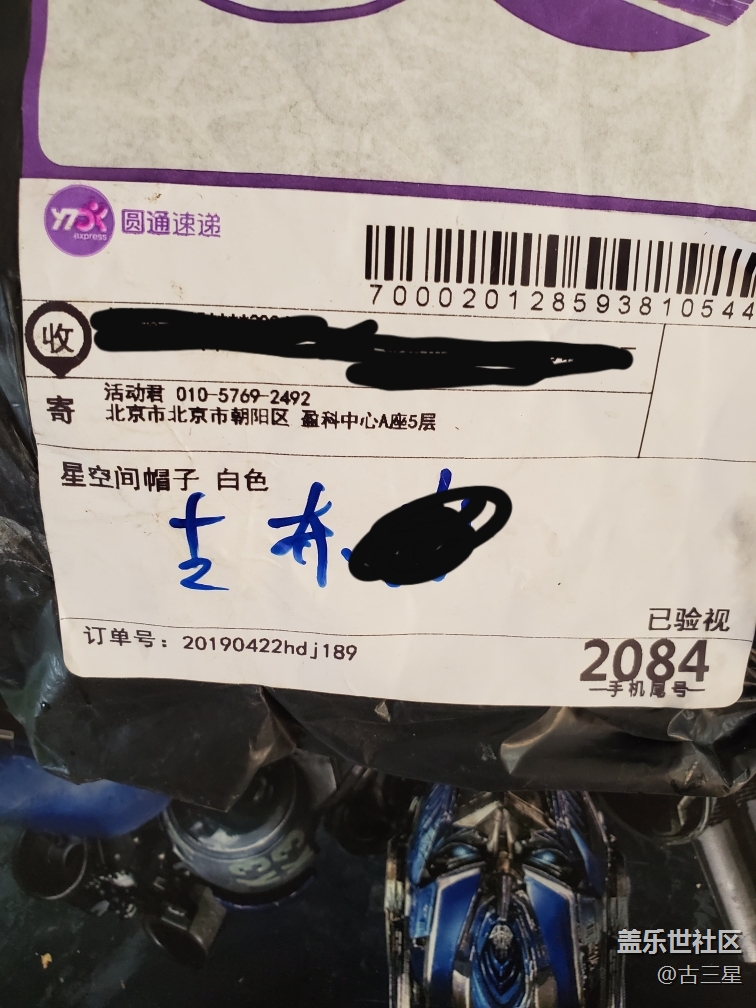 YTO express
圆通速递
700020128593810544
收
寄
活动君 010-5769-2492
北京市北京市朝阳区 盈科中心A座5层
星空间帽子 白色
已验视
订单号：20190422hdj189
2084
手机尾号
盖乐世社区
@古三星